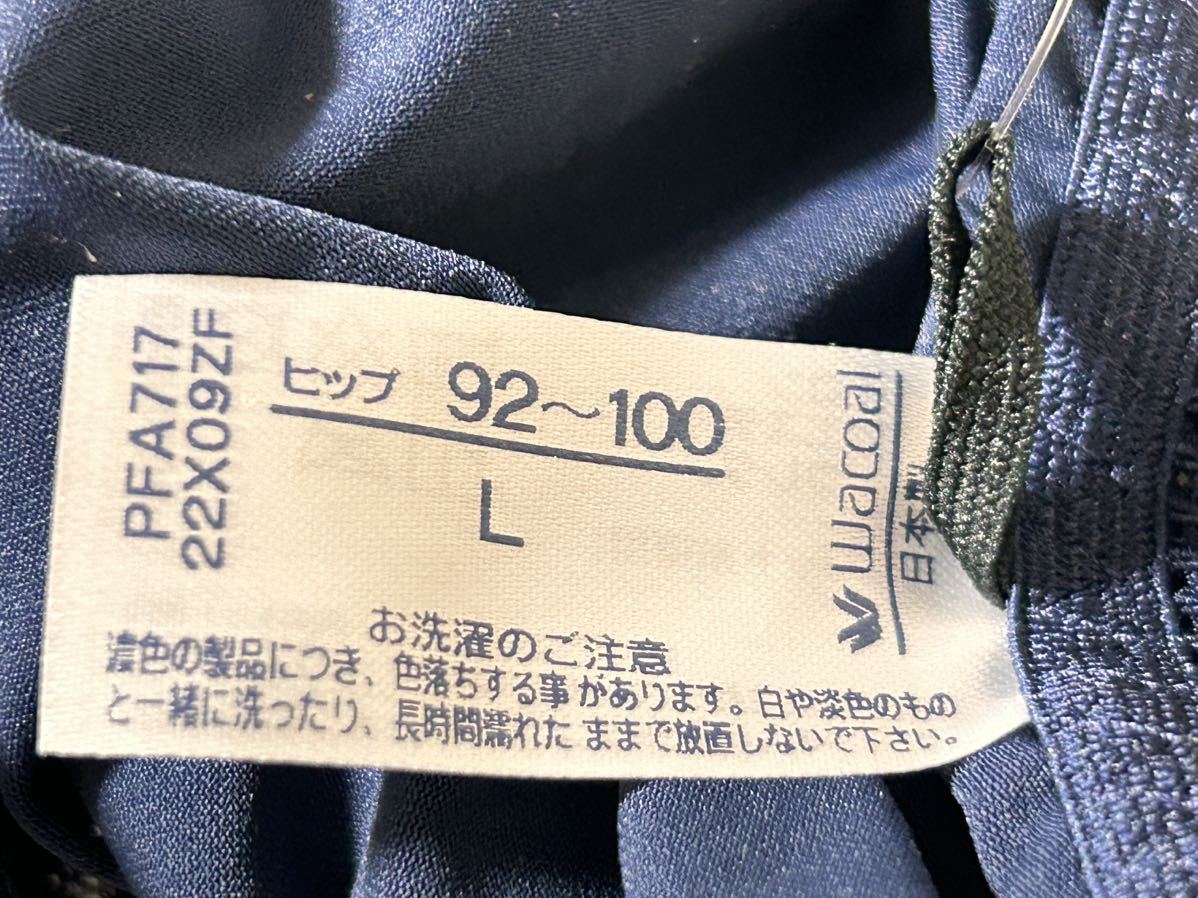 PFA717
22X09ZF
ヒップ 92～100
L
wacoal
日本製
お洗濯のご注意
濃色の製品につき、色落ちする事があります。白や淡色のもの
と一緒に洗ったり、長時間濡れたままで放置しないで下さい。